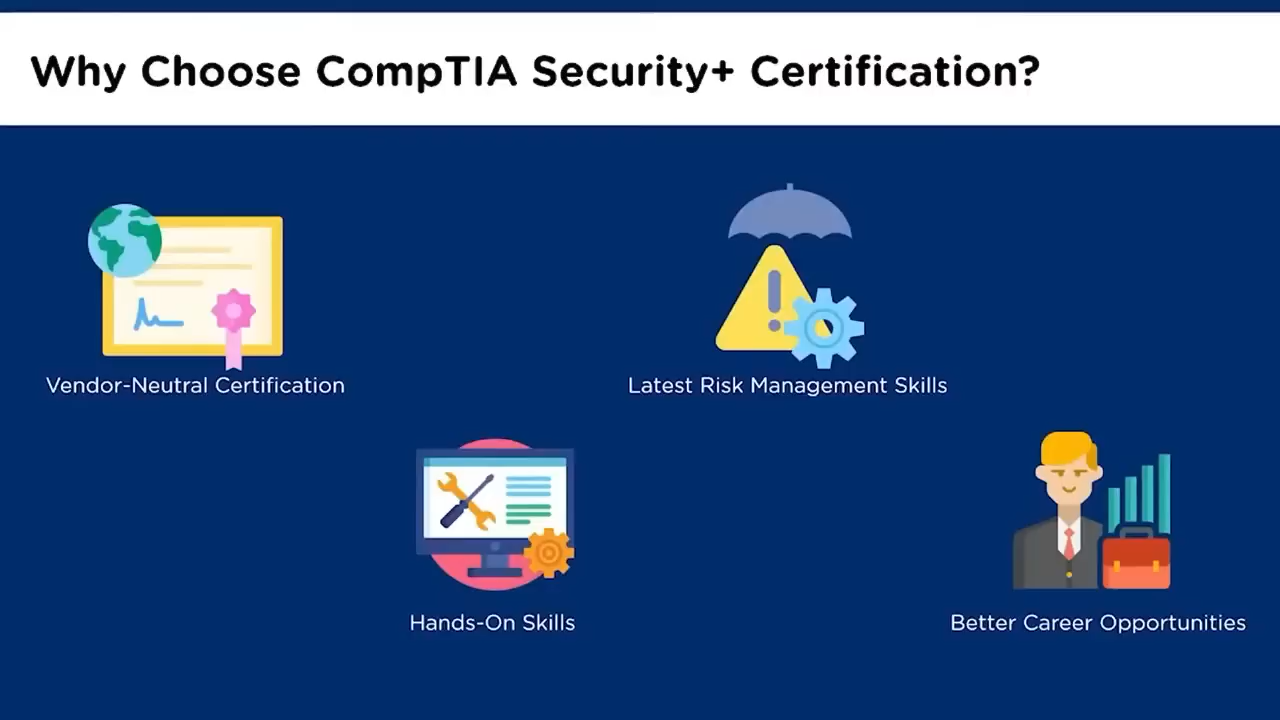 Why Choose CompTIA Security+ Certification?
Vendor-Neutral Certification
Latest Risk Management Skills
Hands-On Skills
Better Career Opportunities